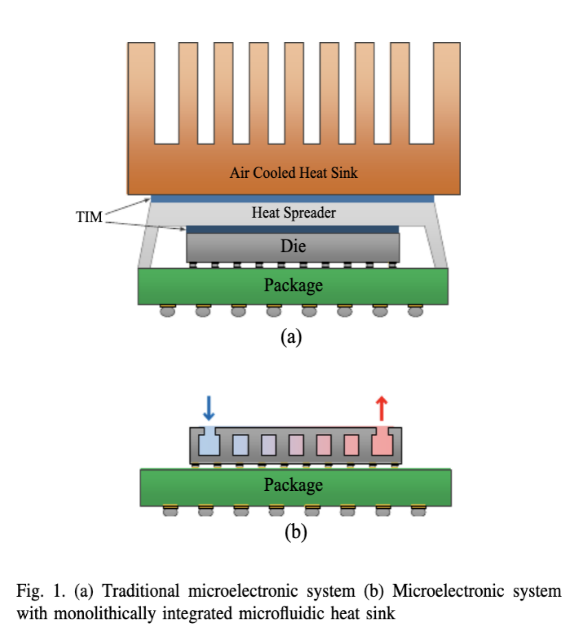 Air Cooled Heat Sink
TIM
Heat Spreader
Die
Package
(a)
Package
(b)
Fig. 1. (a) Traditional microelectronic system (b) Microelectronic system
with monolithically integrated microfluidic heat sink